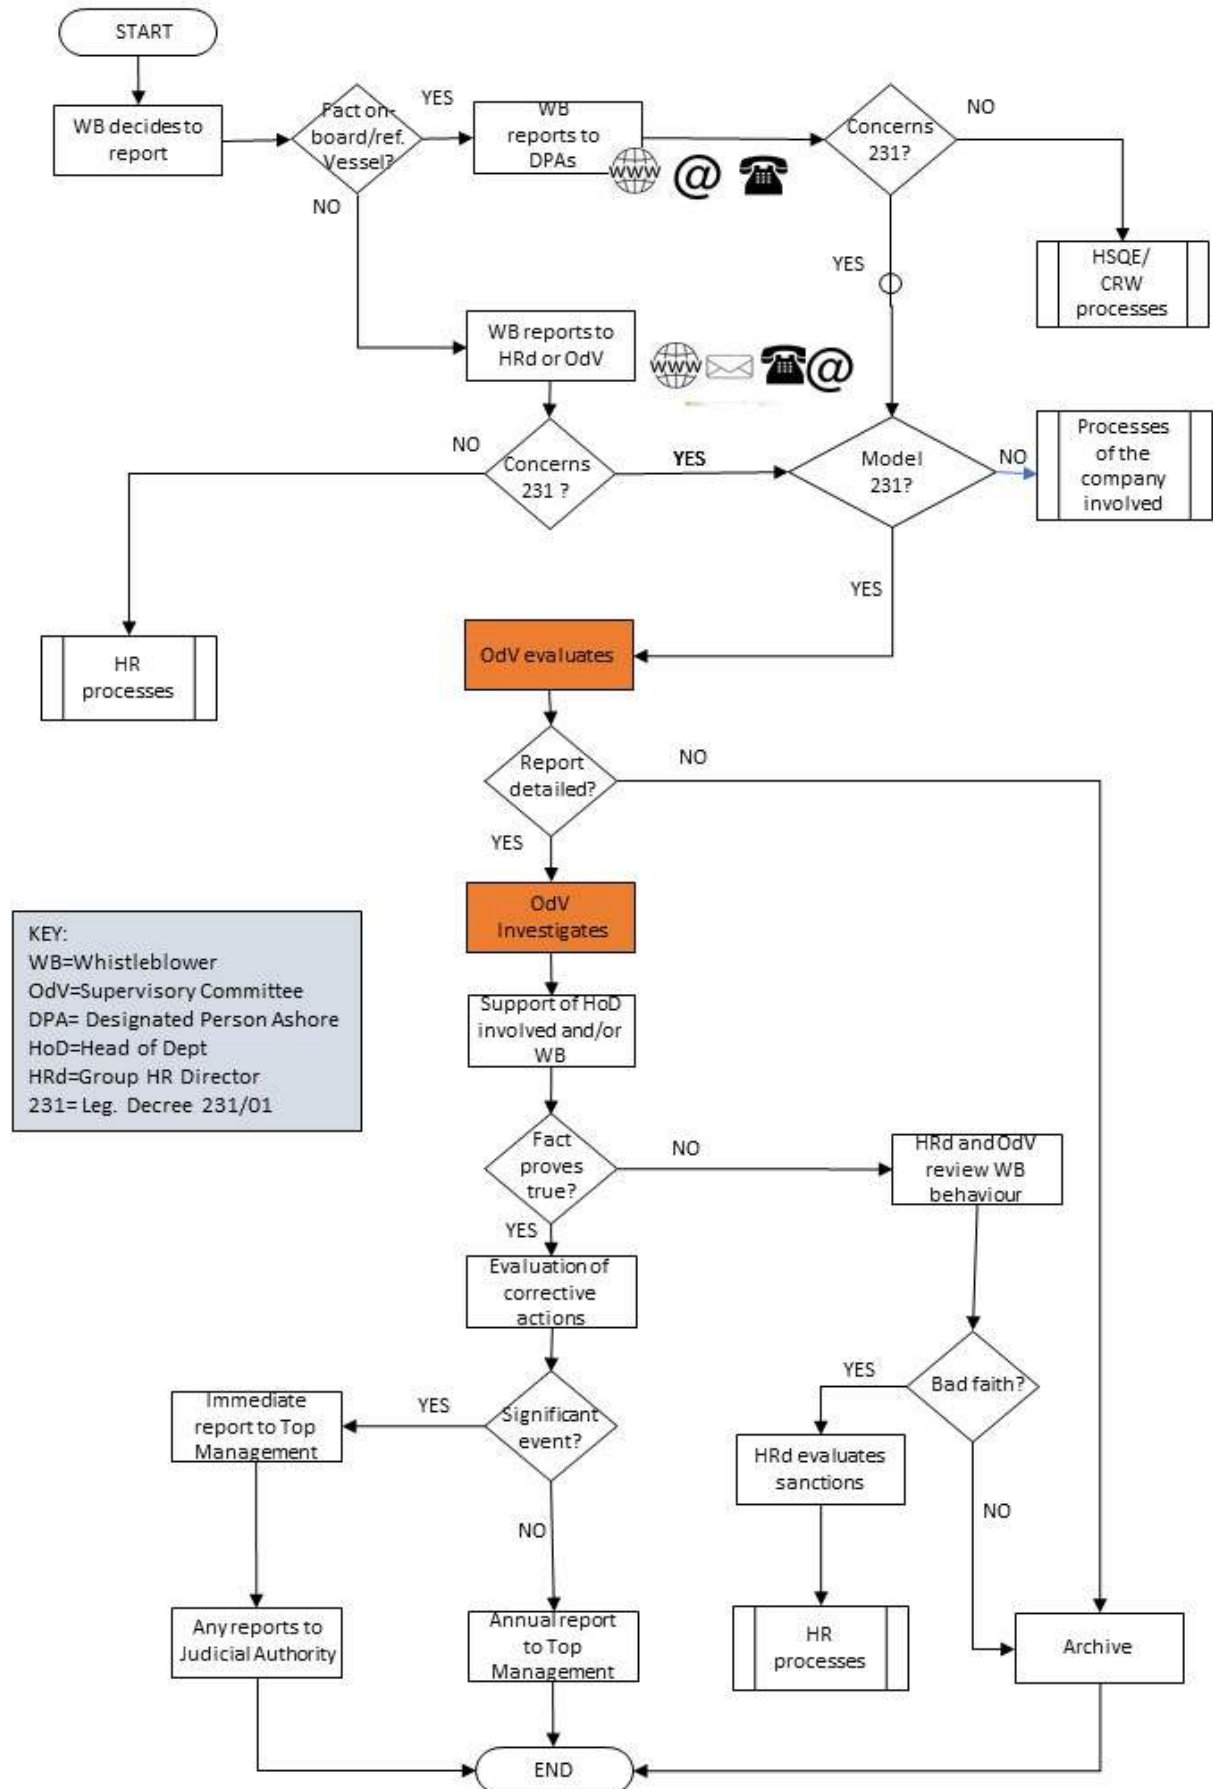 START
WB decides to
report
Fact on-
board/ref.
Vessel?
YES
WB
reports to
DPAs
WWW
@
Concerns
231?
NO
HSQE/
CRW
processes
YES
NO
WB reports to
HRd or OdV
WWW
@
NO
Concerns
231 ?
YES
Model
231?
NO
Processes
of the
company
involved
YES
HR
processes
OdV evaluates
Report
detailed?
NO
YES
OdV
Investigates
KEY:
WB=Whistleblower
OdV=Supervisory Committee
DPA= Designated Person Ashore
HoD=Head of Dept
HRd=Group HR Director
231= Leg. Decree 231/01
Support of HoD
involved and/or
WB
Fact
proves
true?
NO
HRd and OdV
review WB
behaviour
YES
Evaluation of
corrective
actions
Bad faith?
YES
HRd evaluates
sanctions
NO
Significant
event?
YES
Immediate
report to Top
Management
NO
Any reports to
Judicial Authority
Annual report
to Top
Management
HR
processes
Archive
END